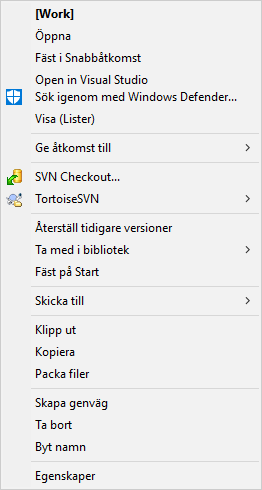 [Work]
Öppna
Fäst i Snabbåtkomst
Open in Visual Studio
Sök igenom med Windows Defender...
Visa (Lister)
Ge åtkomst till
SVN Checkout...
TortoiseSVN
Återställ tidigare versioner
Ta med i bibliotek
Fäst på Start
Skicka till
Klipp ut
Kopiera
Packa filer
Skapa genväg
Ta bort
Byt namn
Egenskaper